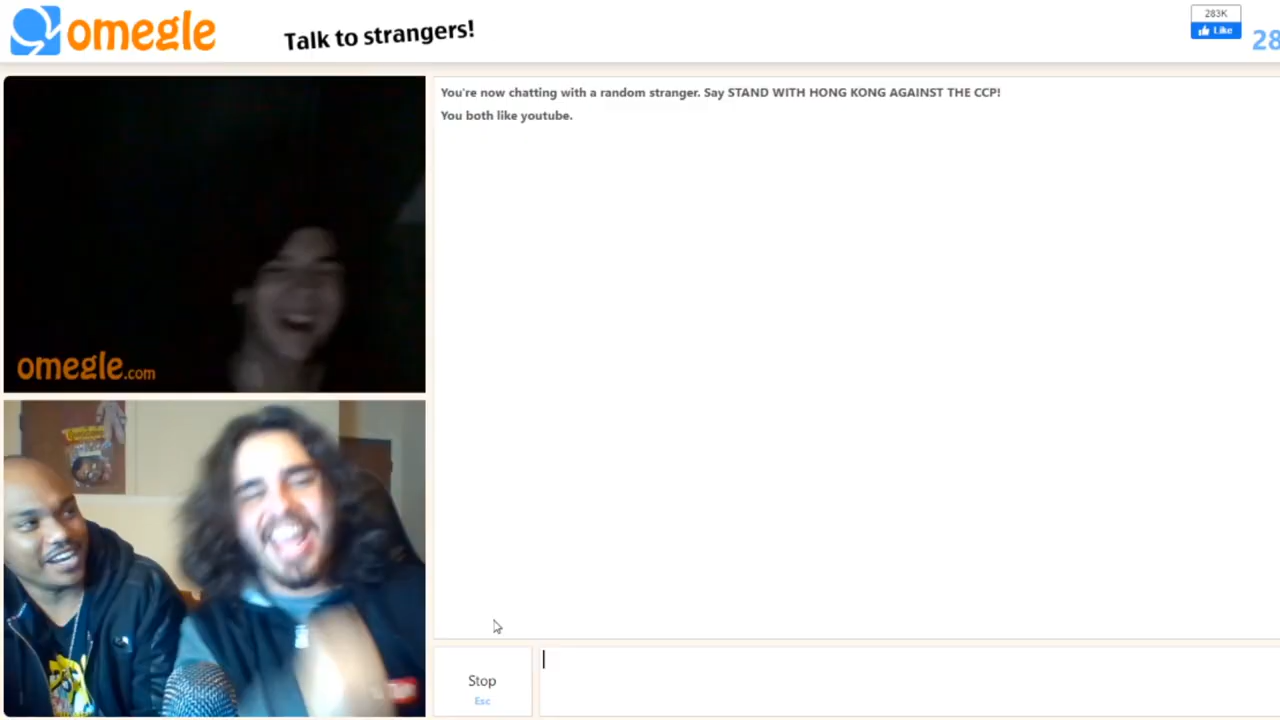 omegle
Talk to strangers!
283K
Like
28
You're now chatting with a random stranger. Say STAND WITH HONG KONG AGAINST THE CCP!
You both like youtube.
omegle.com
Stop
Esc